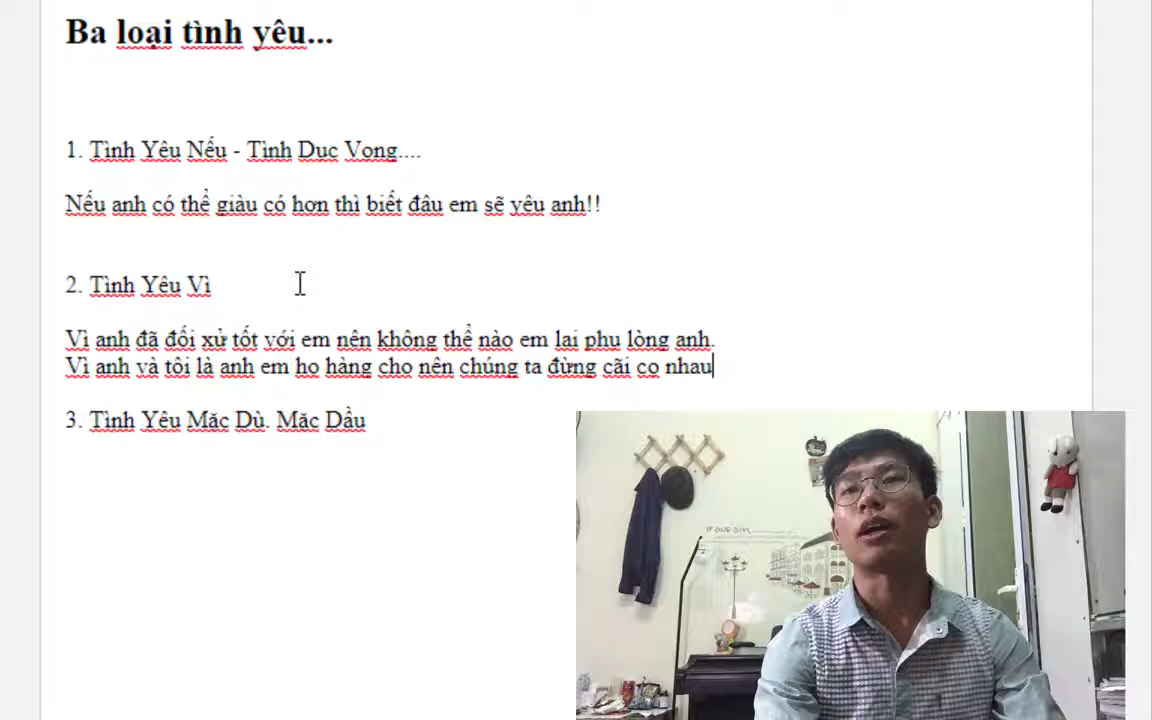 Ba loại tình yêu...
1. Tình Yêu Nếu - Tình Dục Vọng....
Nếu anh có thể giàu có hơn thì biết đâu em sẽ yêu anh!!
2. Tình Yêu Vì
Vì anh đã đối xử tốt với em nên không thể nào em lại phụ lòng anh.
Vì anh và tôi là anh em họ hàng cho nên chúng ta đừng cãi cọ nhau
3. Tình Yêu Mặc Dù. Mặc Dầu
IF ONE DAY